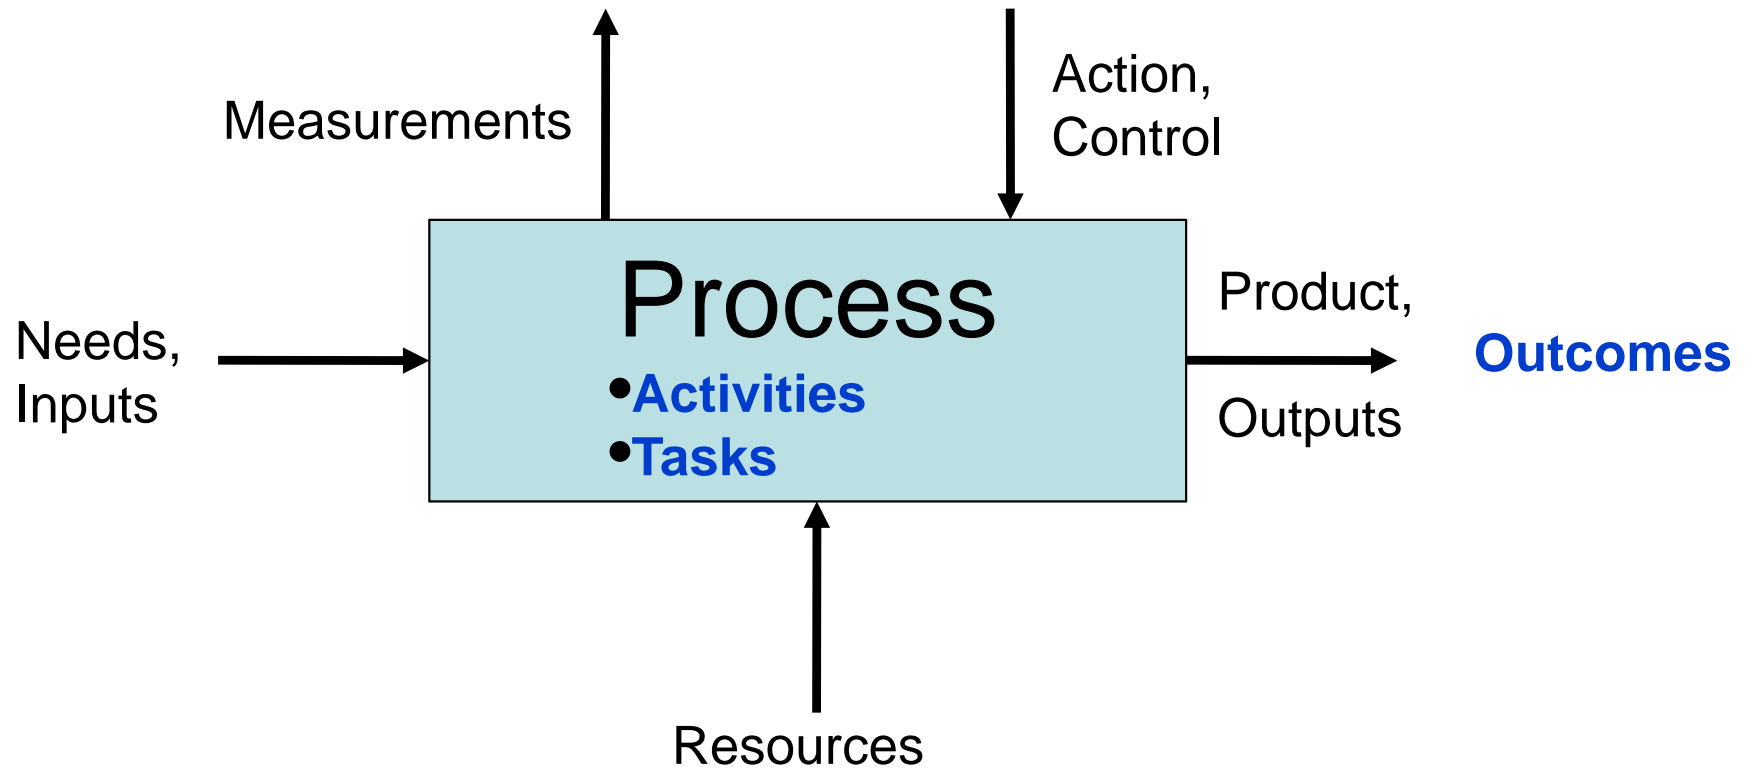 Measurements
Action,
Control
Needs,
Inputs
Process
•Activities
•Tasks
Product,
Outputs
Outcomes
Resources